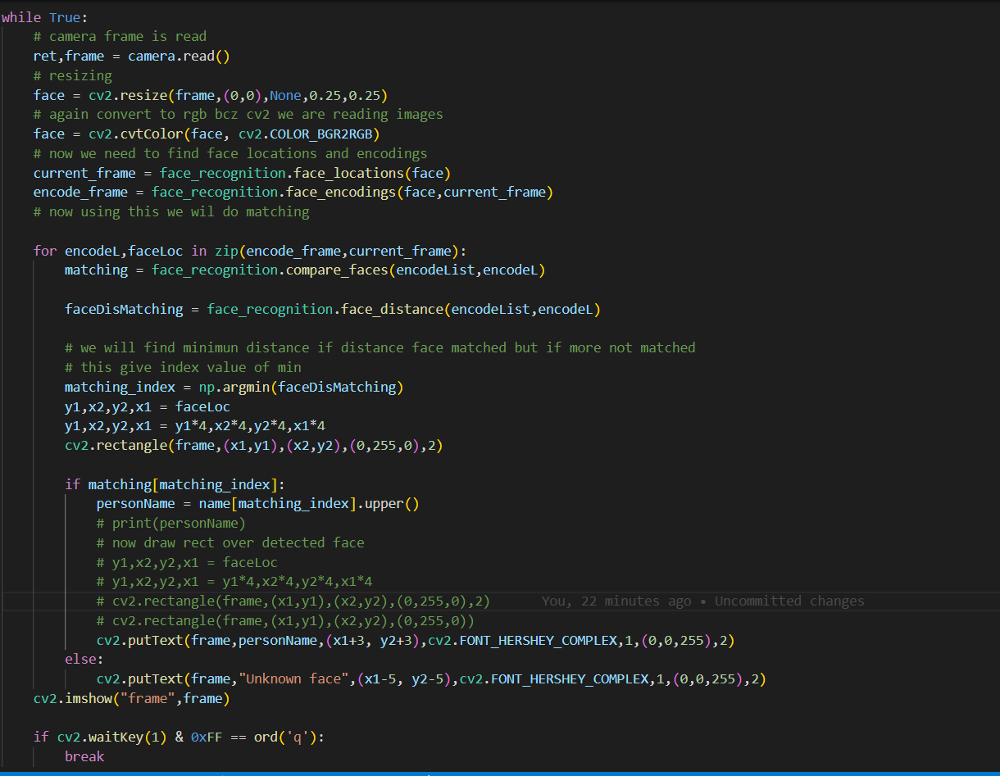 while True:
    # camera frame is read
    ret,frame = camera.read()
    # resizing
    face = cv2.resize(frame,(0,0),None,0.25,0.25)
    # again convert to rgb bcz cv2 we are reading images
    face = cv2.cvtColor(face, cv2.COLOR_BGR2RGB)
    # now we need to find face locations and encodings
    current_frame = face_recognition.face_locations(face)
    encode_frame = face_recognition.face_encodings(face,current_frame)
    # now using this we wil do matching
    for encodeL,faceLoc in zip(encode_frame,current_frame):
        matching = face_recognition.compare_faces(encodeList,encodeL)
        faceDisMatching = face_recognition.face_distance(encodeList,encodeL)
        # we will find minimun distance if distance face matched but if more not matched
        # this give index value of min
        matching_index = np.argmin(faceDisMatching)
        y1,x2,y2,x1 = faceLoc
        y1,x2,y2,x1 = y1*4,x2*4,y2*4,x1*4
        cv2.rectangle(frame,(x1,y1),(x2,y2),(0,255,0),2)
        if matching[matching_index]:
            personName = name[matching_index].upper()
            # print(personName)
            # now draw rect over detected face
            # y1,x2,y2,x1 = faceLoc
            # y1,x2,y2,x1 = y1*4,x2*4,y2*4,x1*4
            # cv2.rectangle(frame,(x1,y1),(x2,y2),(0,255,0),2)      You, 22 minutes ago • Uncommitted changes
            # cv2.rectangle(frame,(x1,y1),(x2,y2),(0,255,0))
            cv2.putText(frame,personName,(x1+3, y2+3),cv2.FONT_HERSHEY_COMPLEX,1,(0,0,255),2)
        else:
            cv2.putText(frame,"Unknown face",(x1-5, y2-5),cv2.FONT_HERSHEY_COMPLEX,1,(0,0,255),2)
    cv2.imshow("frame",frame)
    if cv2.waitKey(1) & 0xFF == ord('q'):
        break